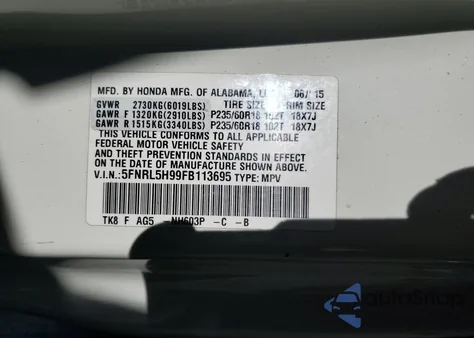 MFD. BY HONDA MFG. OF ALABAMA, 06/15
GVWR 2730KG(6019LBS) TIRE SIZE RIM SIZE
GAWR F 1320KG(2910LBS) P235/60R18 102T 18X7J
GAWR R 1515KG(3340LBS) P235/60R18 102T 18X7J
THIS VEHICLE CONFORMS TO ALL APPLICABLE
FEDERAL MOTOR VEHICLE SAFETY
AND THEFT PREVENTION STANDARDS IN EFFECT
ON THE DATE OF MANUFACTURE SHOWN ABOVE.
V.I.N.: 5FNRL5H99FB113695 TYPE: MPV
TK8 F AG5 NH603P -C -B
autoSnap